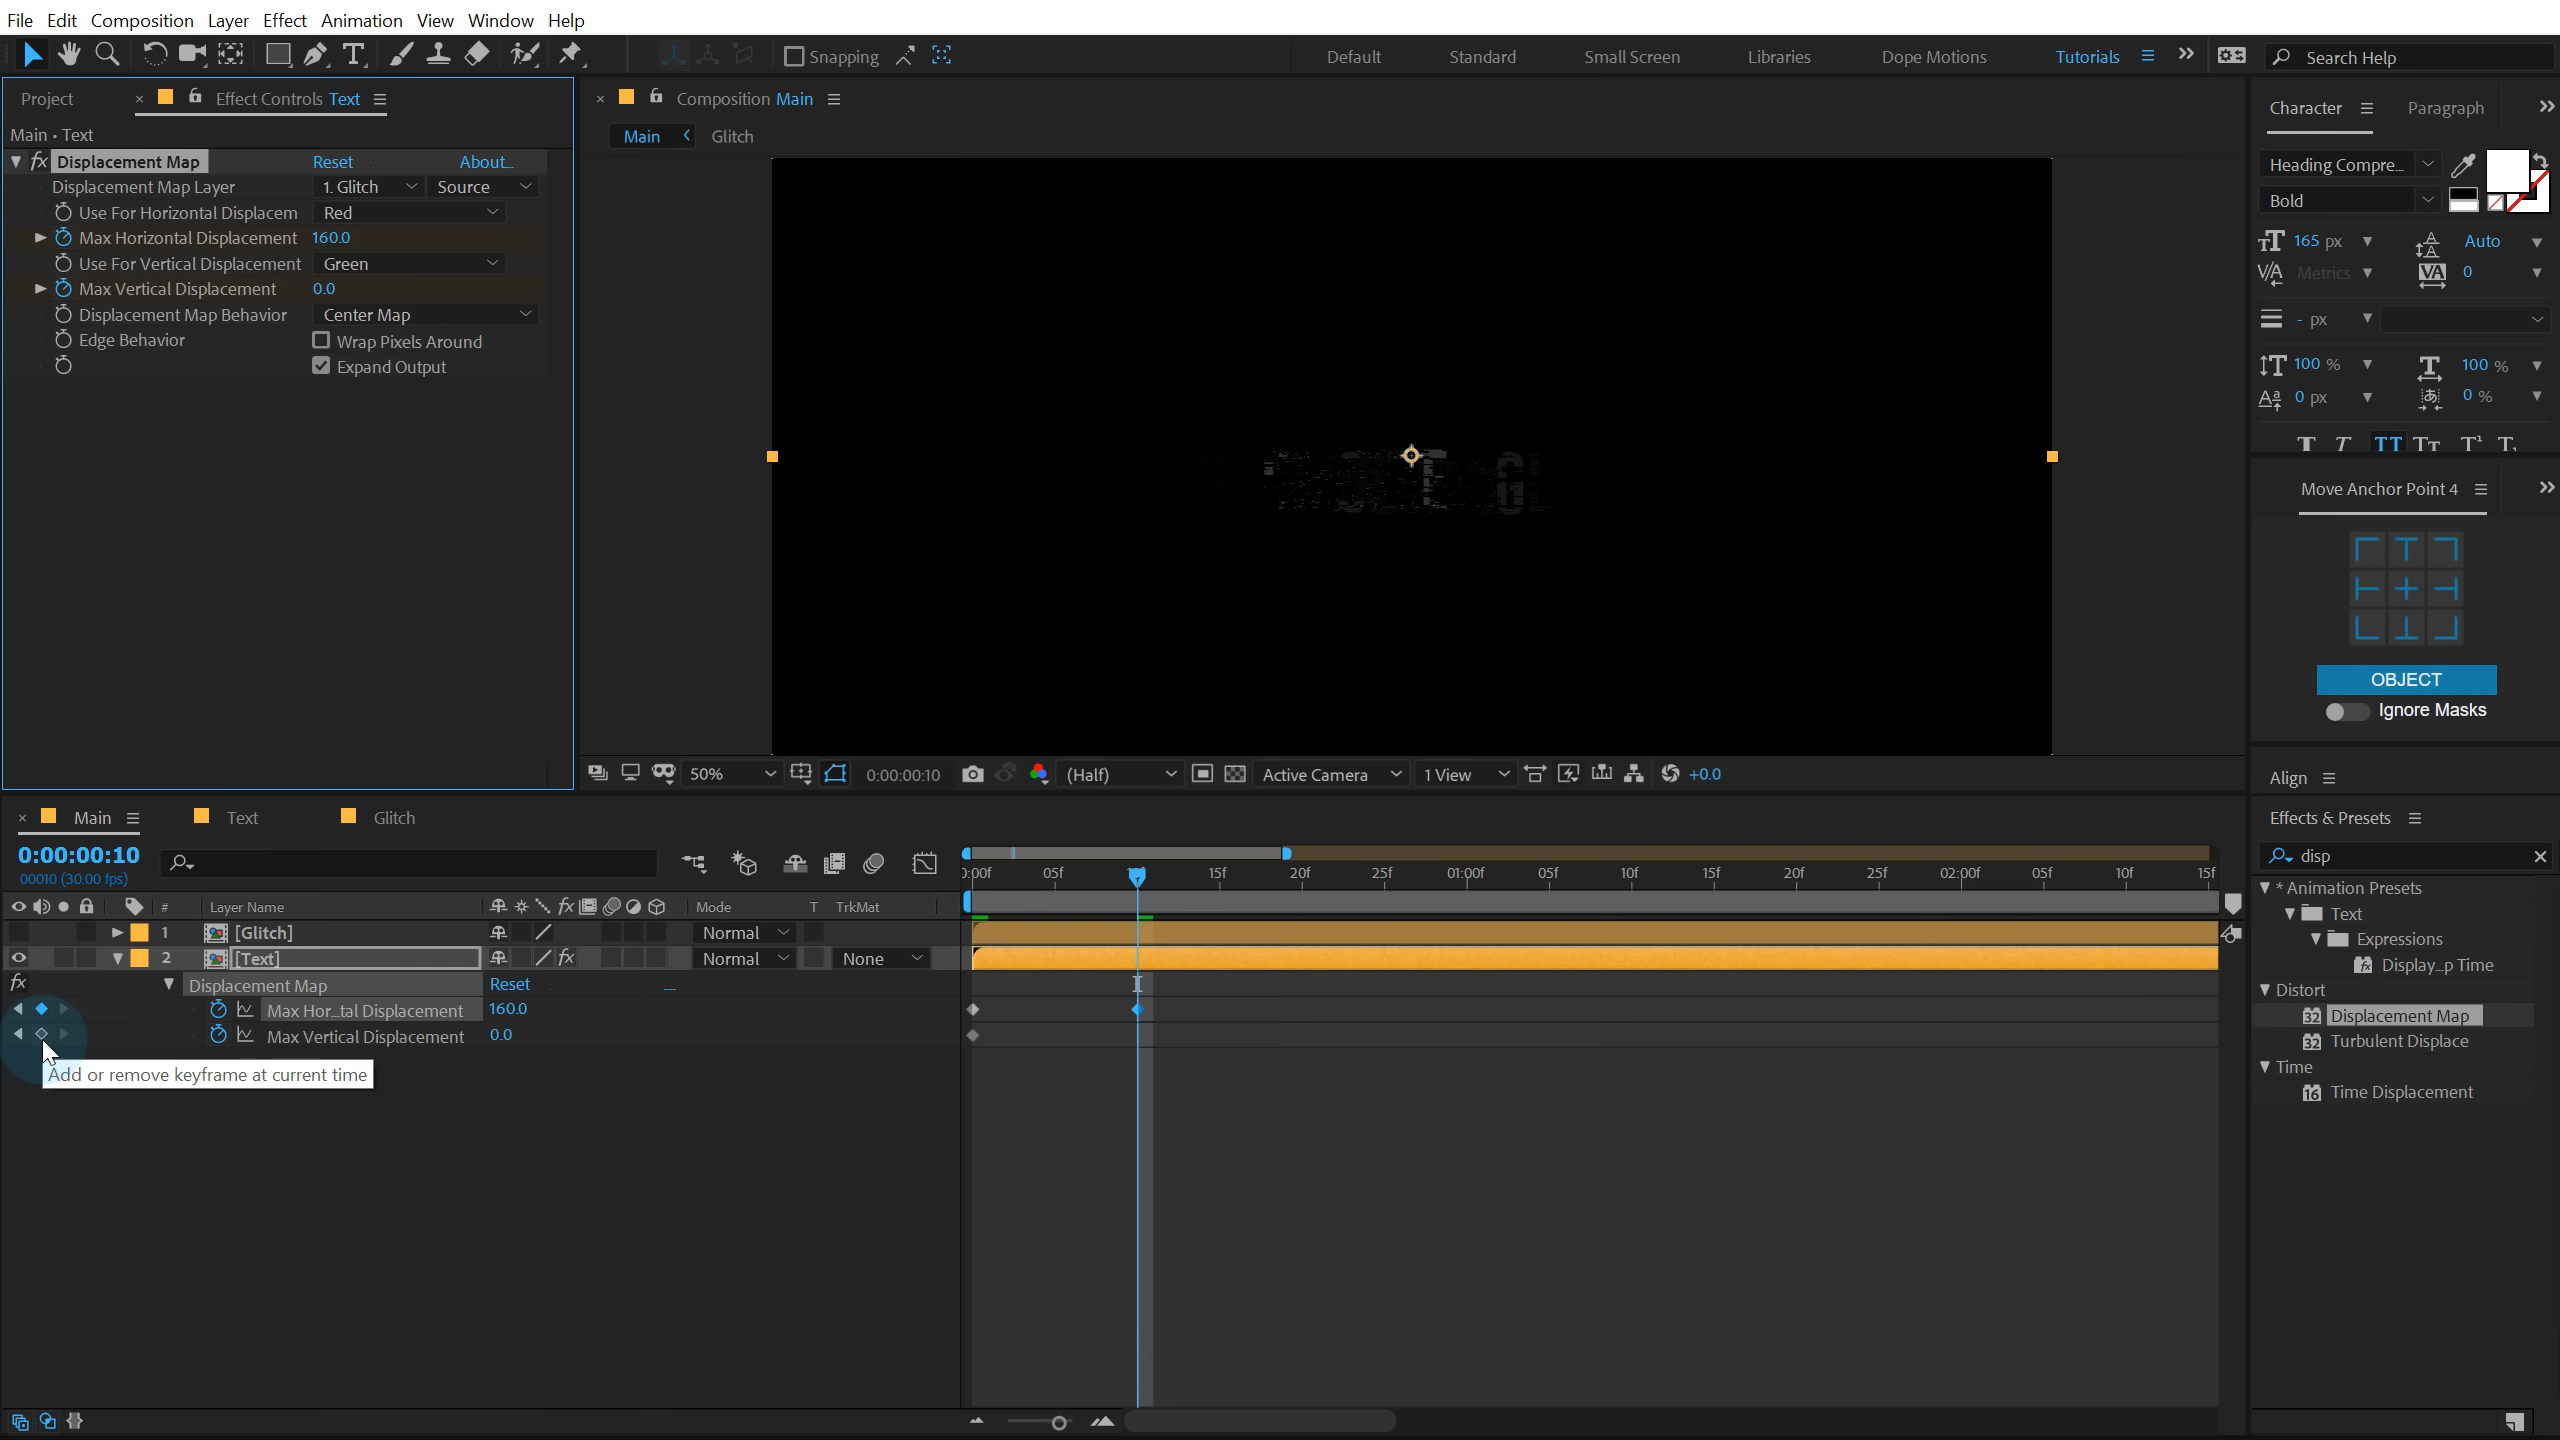 File Edit Composition Layer Effect Animation View Window Help
Snapping Default Standard Small Screen Libraries Dope Motions Tutorials Search Help
Project Effect Controls Text
Main • Text
Displacement Map Reset About...
Displacement Map Layer 1. Glitch Source
Use For Horizontal Displacem Red
Max Horizontal Displacement 160.0
Use For Vertical Displacement Green
Max Vertical Displacement 0.0
Displacement Map Behavior Center Map
Edge Behavior Wrap Pixels Around
Expand Output
Composition Main
Main Glitch
50% 0:00:00:10 (Half) Active Camera 1 View +0.0
Character Paragraph
Heading Compre...
Bold
165 px Auto
Metrics 0
- px
100 % 100 %
0 px 0 %
Move Anchor Point 4
OBJECT
Ignore Masks
Align
Effects & Presets
disp
* Animation Presets
Text
Expressions
Display...p Time
Distort
Displacement Map
Turbulent Displace
Time
Time Displacement
Main Text Glitch
0:00:00:10
00010 (30.00 fps)
0:00f 05f 15f 20f 25f 01:00f 05f 10f 15f 20f 25f 02:00f 05f 10f 15f
# Layer Name Mode T TrkMat
1 [Glitch] Normal
2 [Text] Normal None
Displacement Map Reset
Max Hor...tal Displacement 160.0
Max Vertical Displacement 0.0
Add or remove keyframe at current time